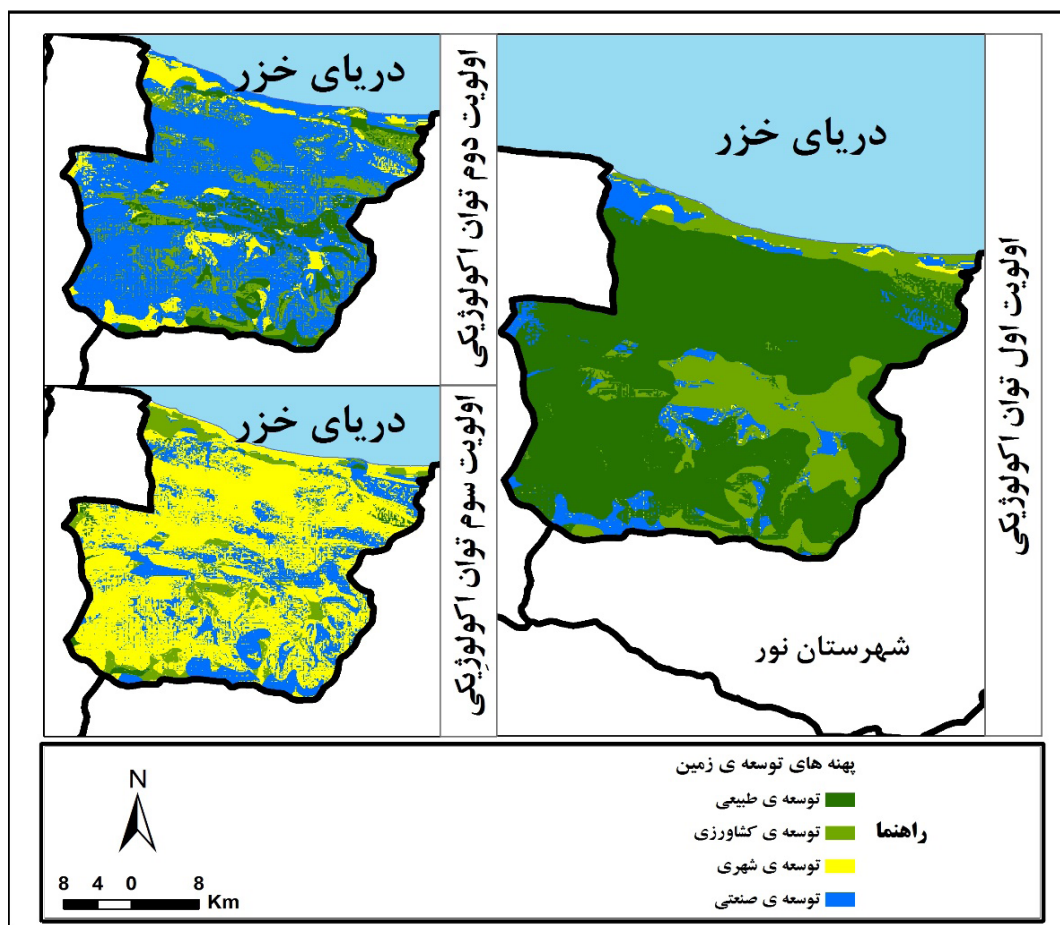 دریای خزر
اولویت اول توان اکولوژیکی
شهرستان نور
دریای خزر
اولویت دوم توان اکولوژیکی
دریای خزر
اولویت سوم توان اکولوژیکی
پهنه های توسعه ی زمین
راهنما
توسعه ی طبیعی
توسعه ی کشاورزی
توسعه ی شهری
توسعه ی صنعتی
N
8 4 0 8
Km